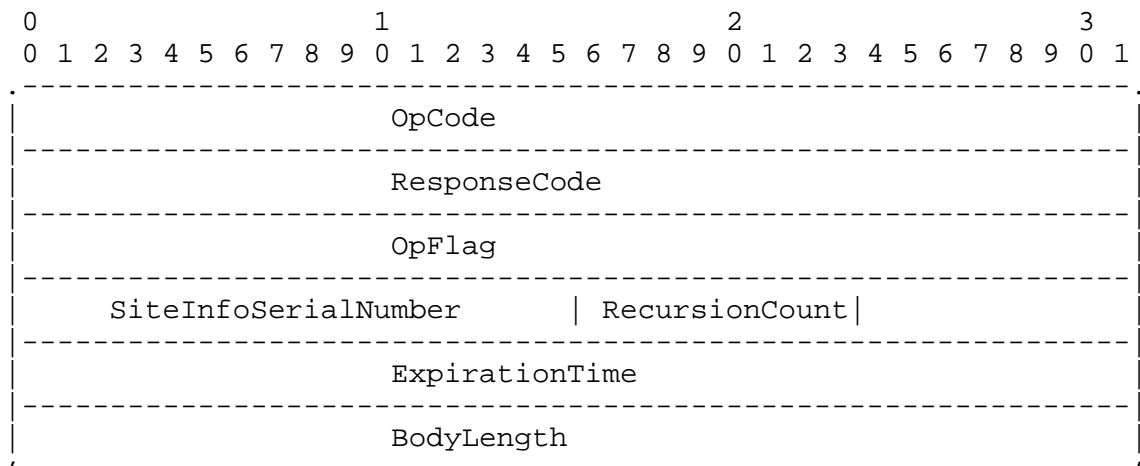 0                   1                   2                   3
0 1 2 3 4 5 6 7 8 9 0 1 2 3 4 5 6 7 8 9 0 1 2 3 4 5 6 7 8 9 0 1
.---------------------------------------------------------------.
|                     OpCode                                    |
|---------------------------------------------------------------|
|                     ResponseCode                              |
|---------------------------------------------------------------|
|                     OpFlag                                    |
|---------------------------------------------------------------|
|     SiteInfoSerialNumber      | RecursionCount|               |
|---------------------------------------------------------------|
|                     ExpirationTime                            |
|---------------------------------------------------------------|
|                     BodyLength                                |